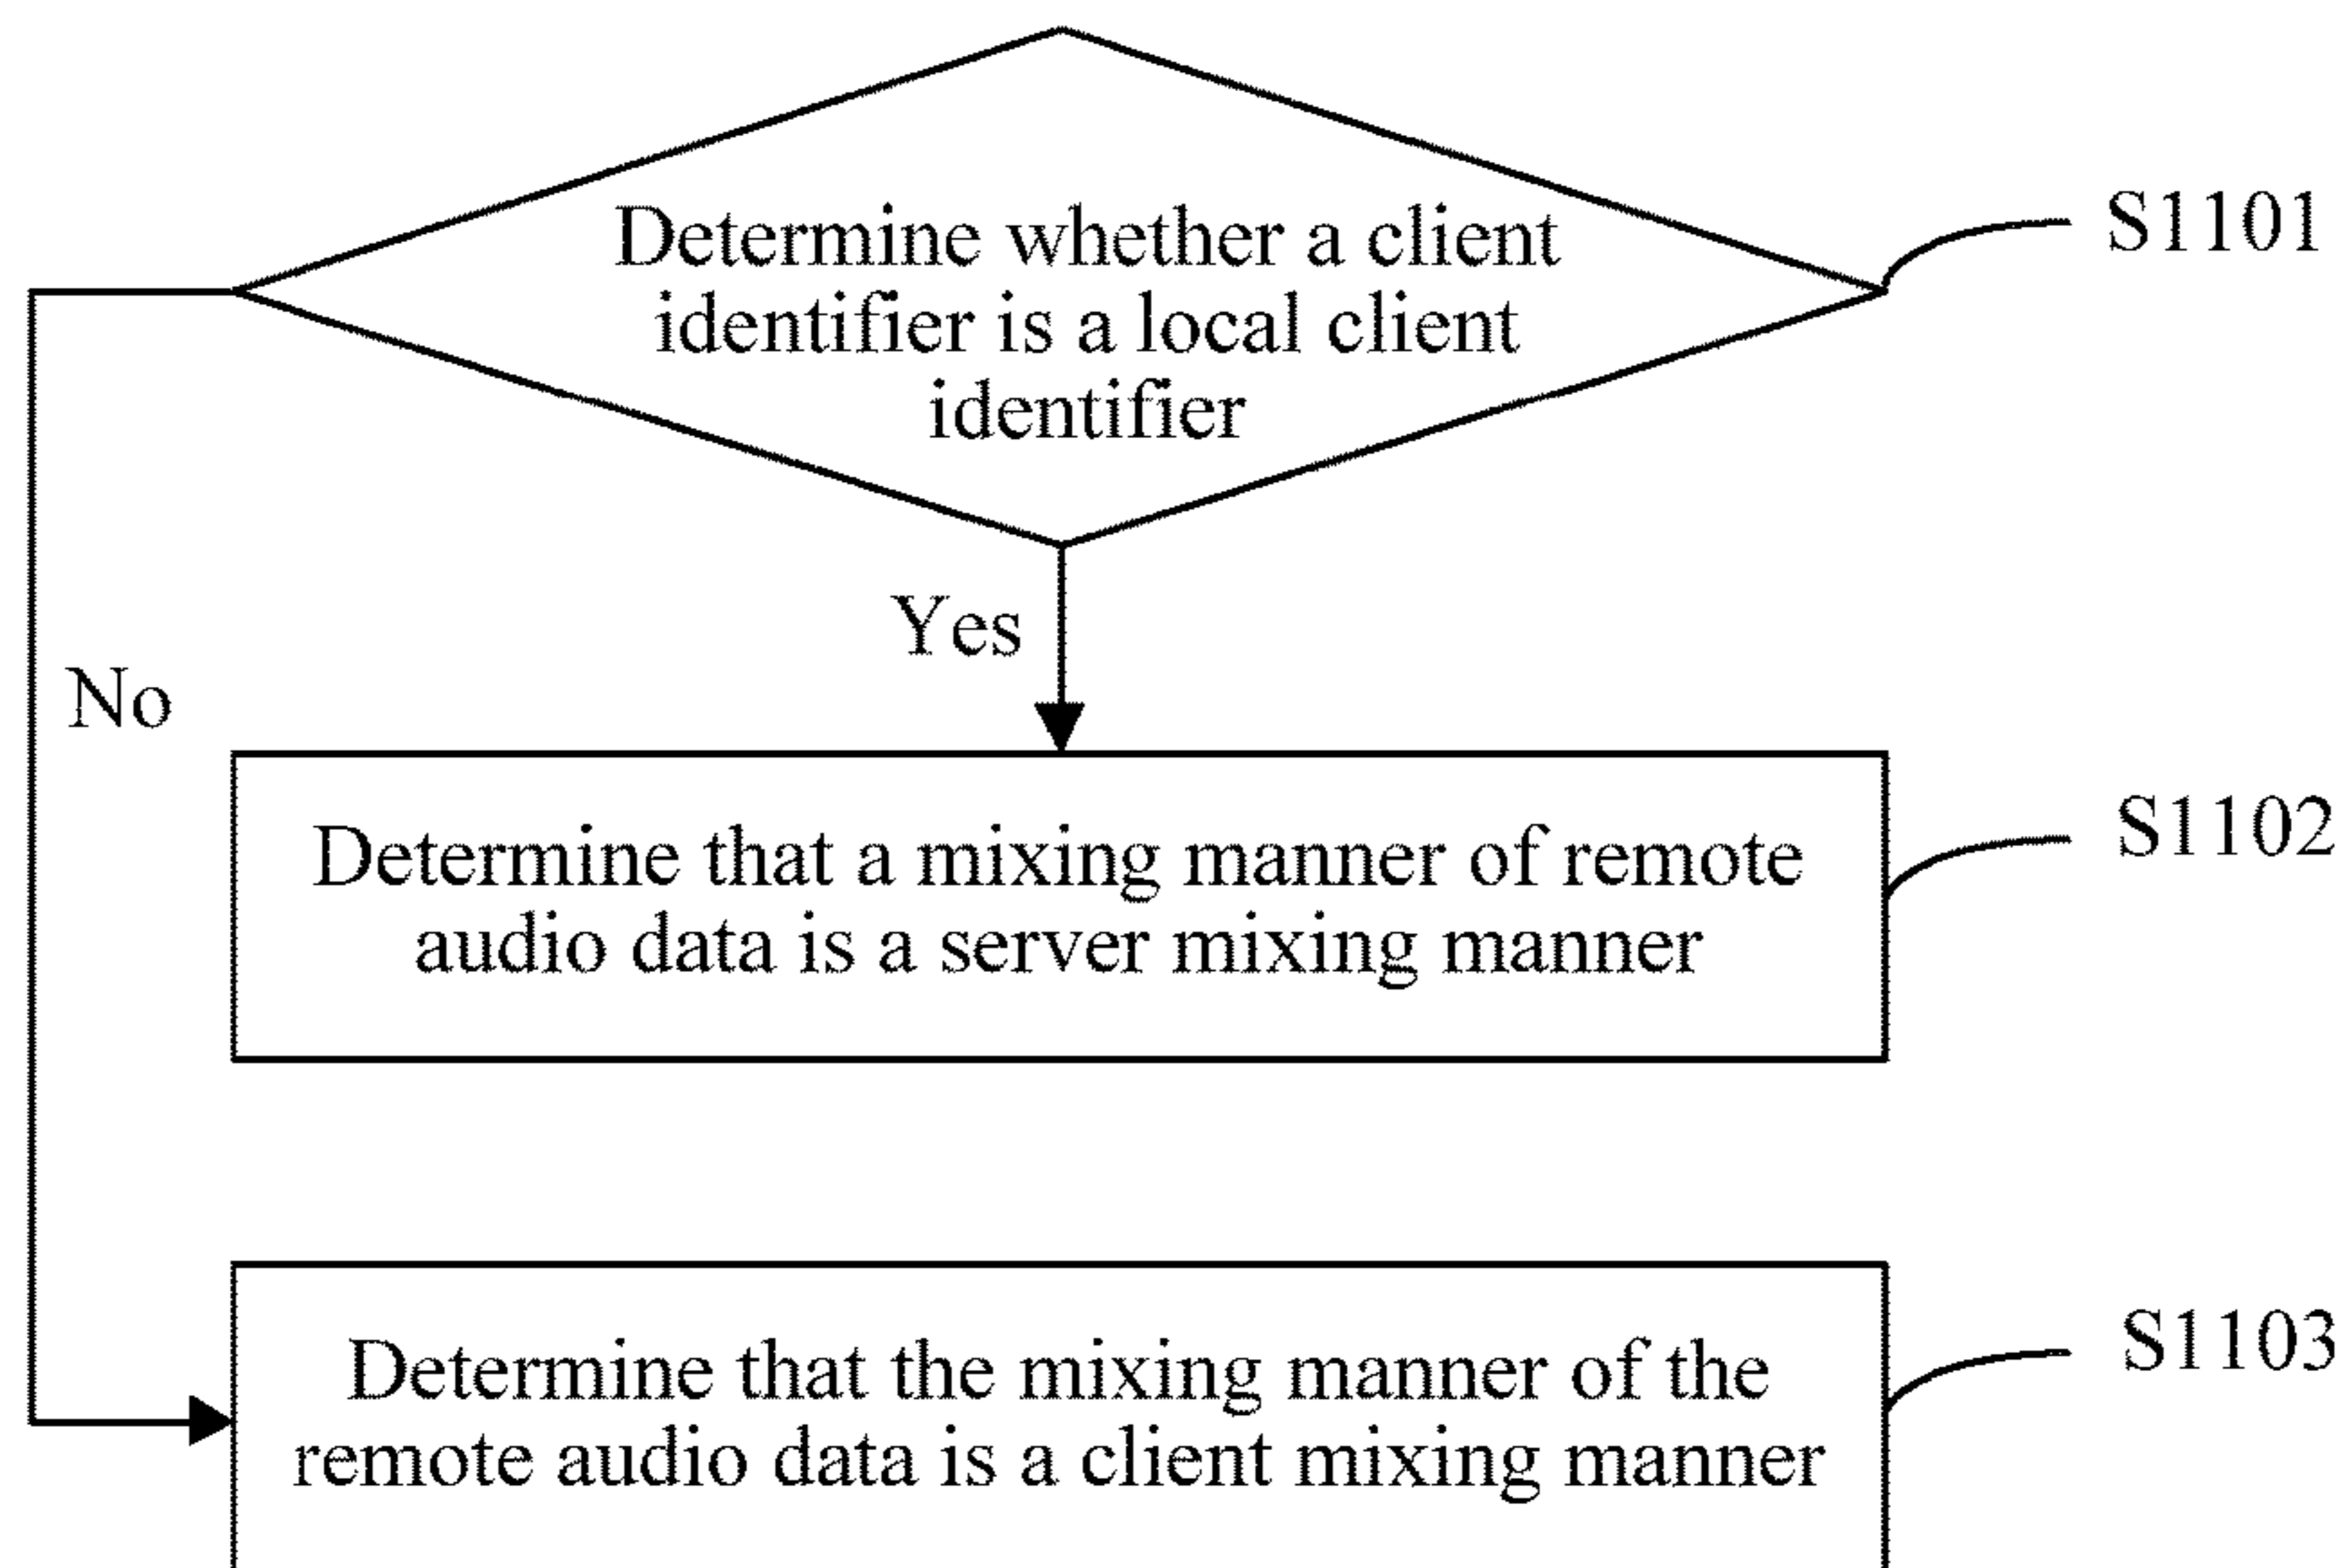 Determine whether a client
identifier is a local client
identifier
S1101
Yes
No
Determine that a mixing manner of remote
audio data is a server mixing manner
S1102
Determine that the mixing manner of the
remote audio data is a client mixing manner
S1103